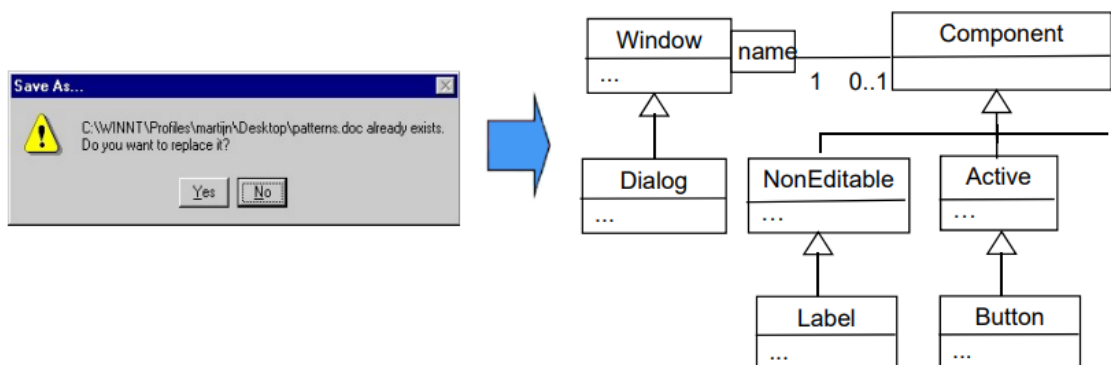 Save As...
C:\WINNT\Profiles\martijn\Desktop\patterns.doc already exists.
Do you want to replace it?
Yes
No
Window
...
name
1
0..1
Component
Dialog
...
NonEditable
...
Active
...
Label
...
Button
...